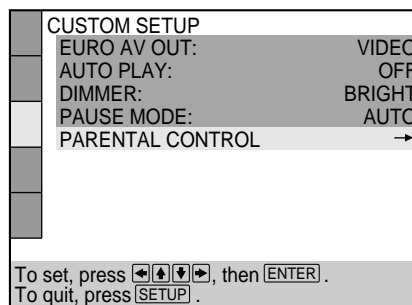 CUSTOM SETUP
EURO AV OUT: VIDEO
AUTO PLAY: OFF
DIMMER: BRIGHT
PAUSE MODE: AUTO
PARENTAL CONTROL →
To set, press ←↑↓→, then ENTER.
To quit, press SETUP.